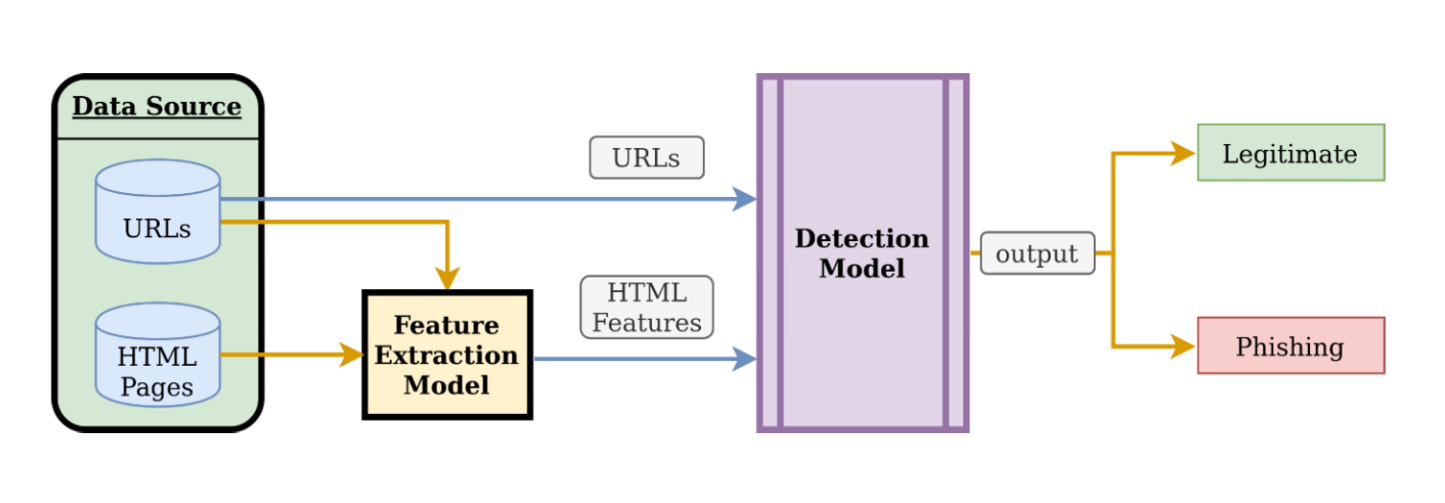 Data Source
URLs
HTML
Pages
Feature
Extraction
Model
URLs
HTML
Features
Detection
Model
output
Legitimate
Phishing